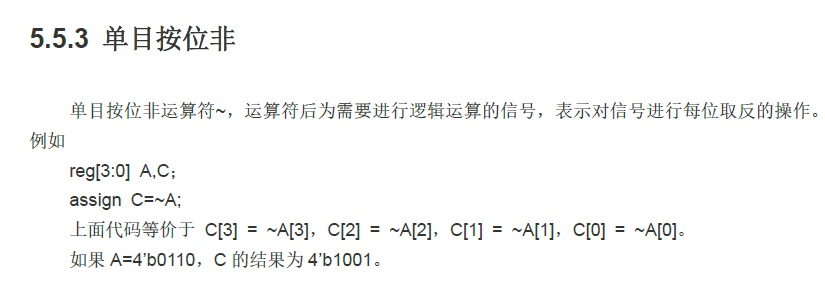 5.5.3 单目按位非
单目按位非运算符~，运算符后为需要进行逻辑运算的信号，表示对信号进行每位取反的操作。
例如
reg[3:0] A,C；
assign C=~A;
上面代码等价于 C[3] = ~A[3]，C[2] = ~A[2]，C[1] = ~A[1]，C[0] = ~A[0]。
如果 A=4’b0110，C 的结果为 4’b1001。